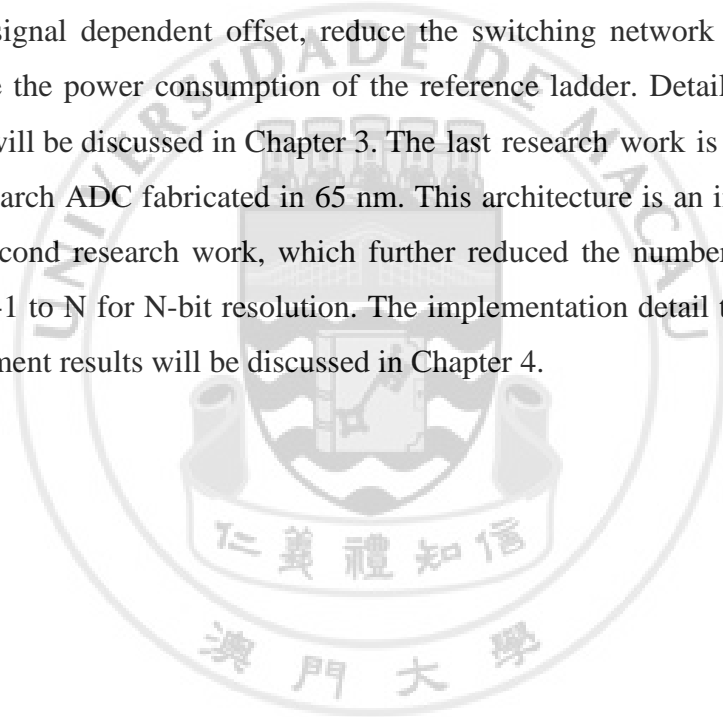 signal dependent offset, reduce the switching network
the power consumption of the reference ladder. Detail
will be discussed in Chapter 3. The last research work is
arch ADC fabricated in 65 nm. This architecture is an i
cond research work, which further reduced the number
-1 to N for N-bit resolution. The implementation detail t
ment results will be discussed in Chapter 4.
UNIVERSIDADE DE MACAU
仁義禮知信
澳門大學